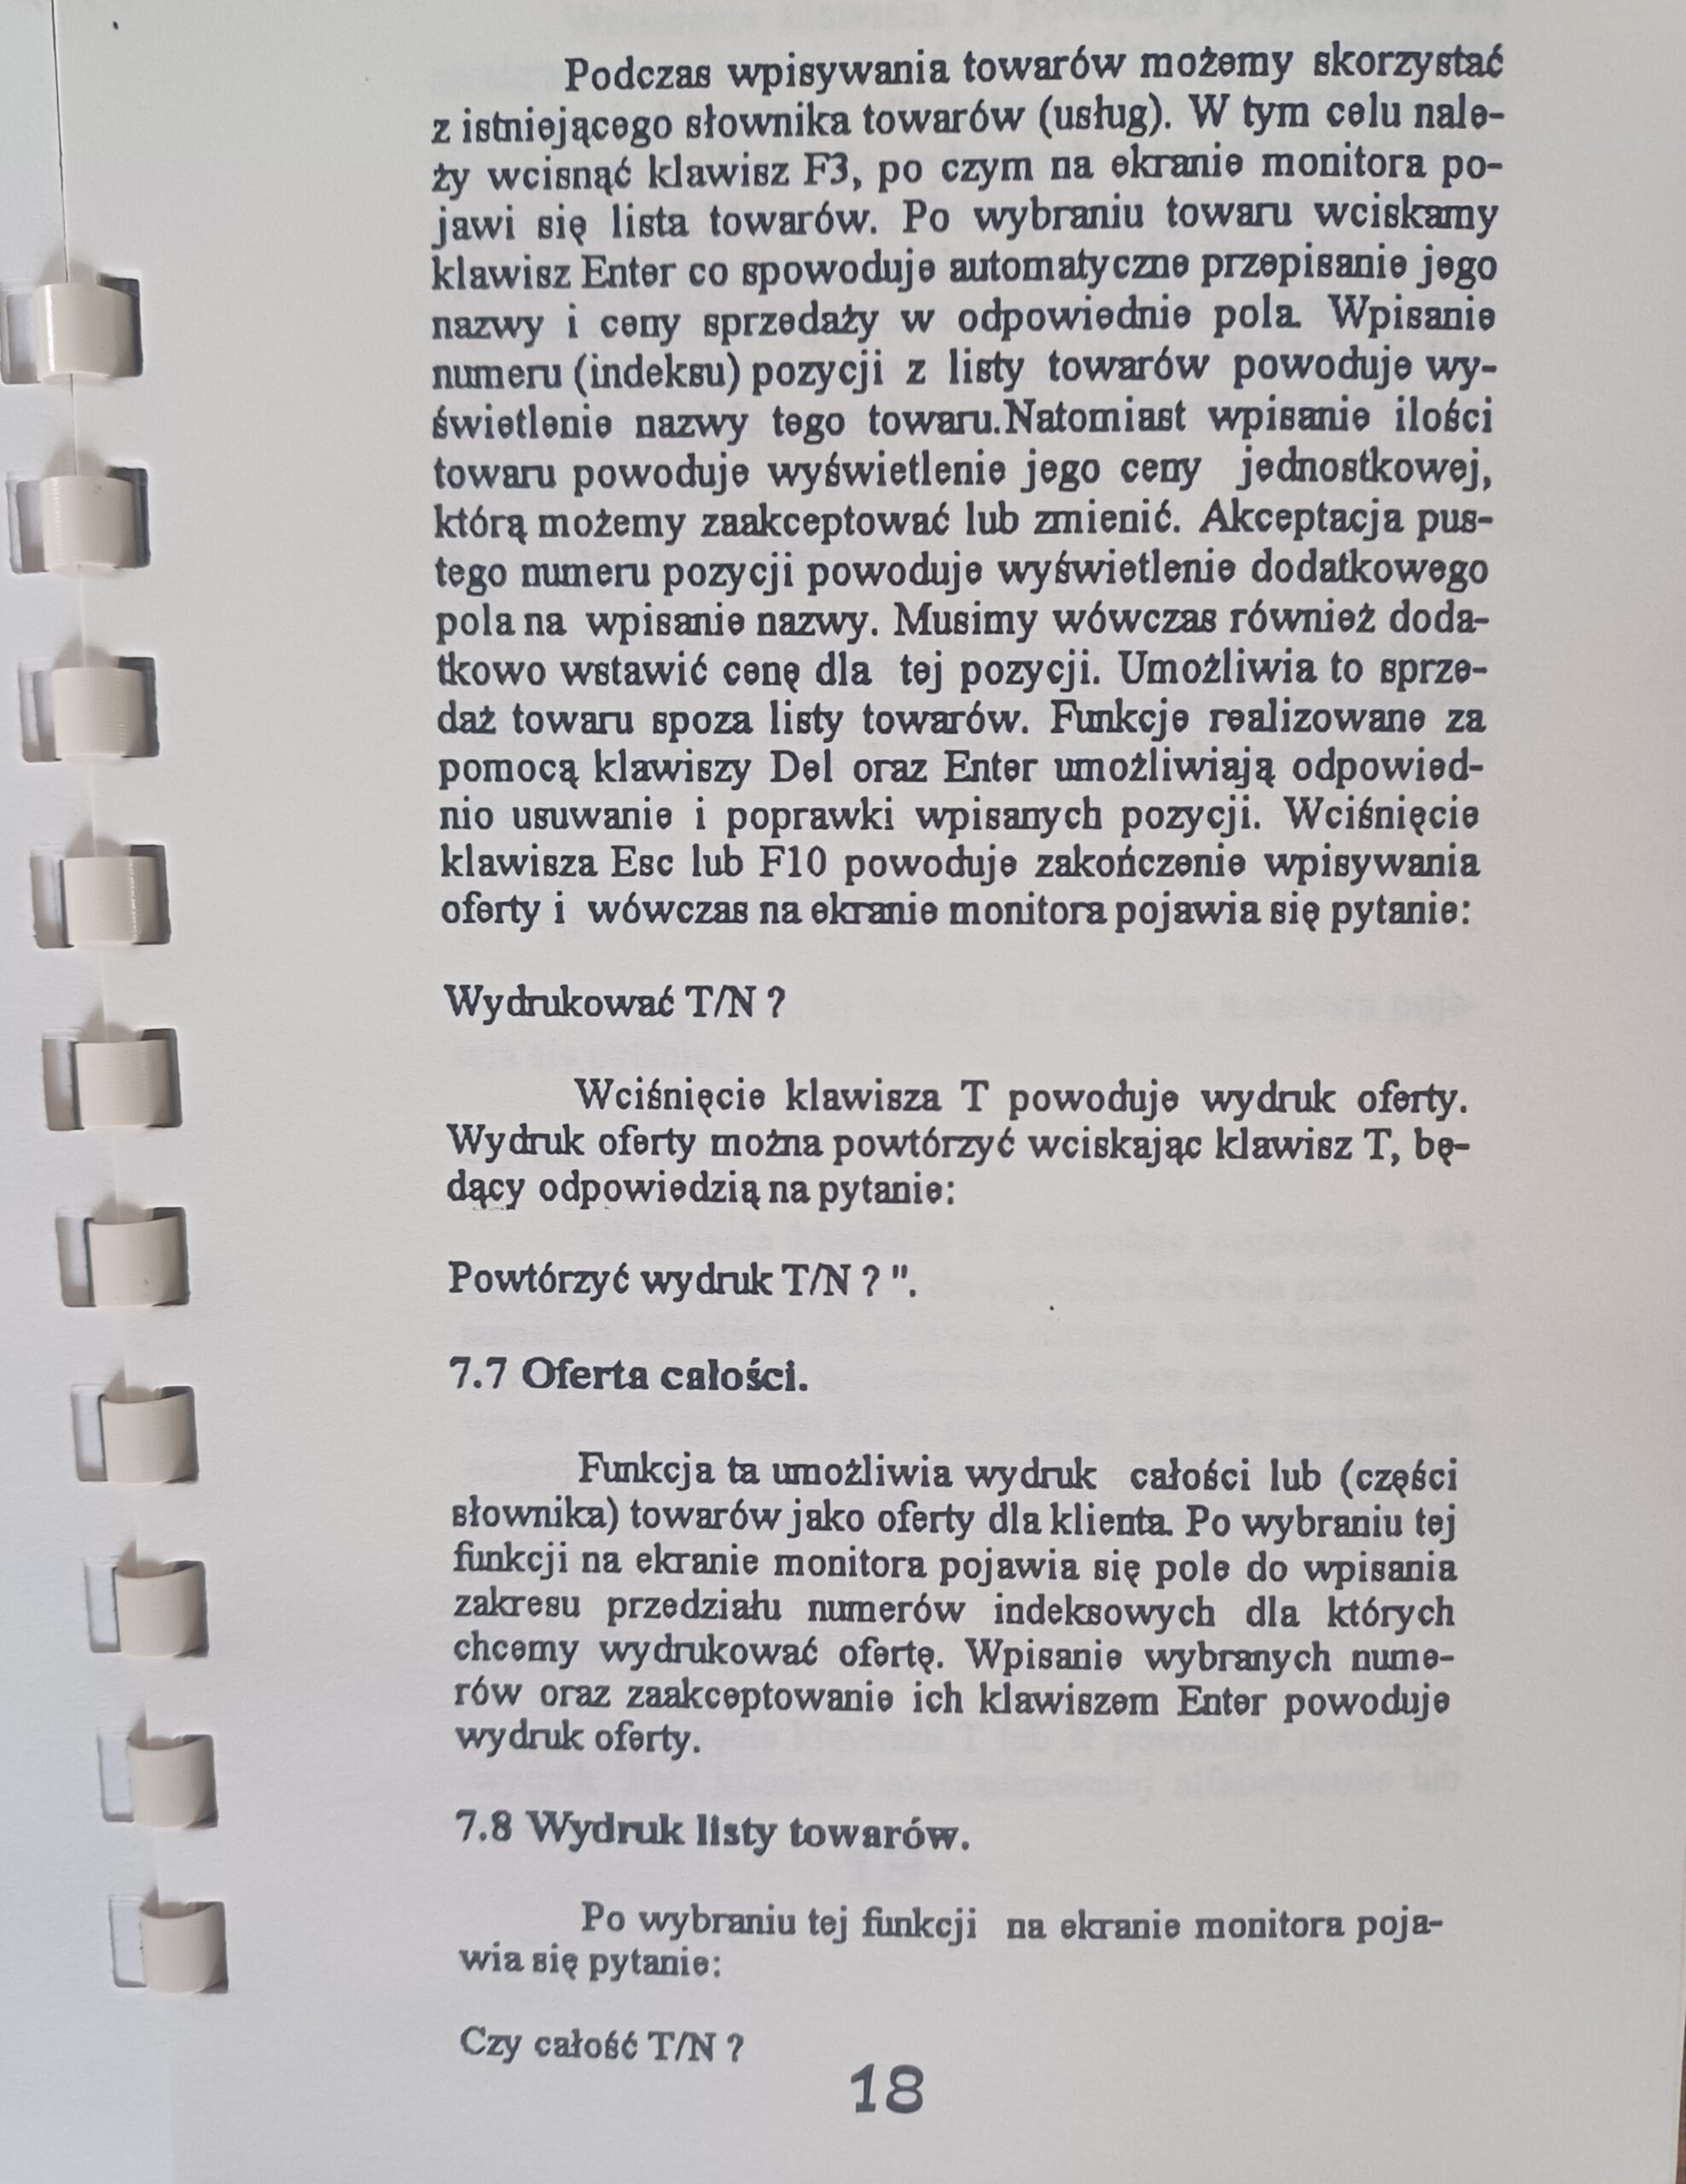 Podczas wpisywania towarów możemy skorzystać
z istniejącego słownika towarów (usług). W tym celu nale-
ży wcisnąć klawisz F3, po czym na ekranie monitora po-
jawi się lista towarów. Po wybraniu towaru wciskamy
klawisz Enter co spowoduje automatyczne przepisanie jego
nazwy i ceny sprzedaży w odpowiednie pola. Wpisanie
numeru (indeksu) pozycji z listy towarów powoduje wy-
świetlenie nazwy tego towaru.Natomiast wpisanie ilości
towaru powoduje wyświetlenie jego ceny jednostkowej,
którą możemy zaakceptować lub zmienić. Akceptacja pus-
tego numeru pozycji powoduje wyświetlenie dodatkowego
pola na wpisanie nazwy. Musimy wówczas również doda-
tkowo wstawić cenę dla tej pozycji. Umożliwia to sprze-
daż towaru spoza listy towarów. Funkcje realizowane za
pomocą klawiszy Del oraz Enter umożliwiają odpowied-
nio usuwanie i poprawki wpisanych pozycji. Wciśnięcie
klawisza Esc lub F10 powoduje zakończenie wpisywania
oferty i wówczas na ekranie monitora pojawia się pytanie:
Wydrukować T/N ?
Wciśnięcie klawisza T powoduje wydruk oferty.
Wydruk oferty można powtórzyć wciskając klawisz T, bę-
dący odpowiedzią na pytanie:
Powtórzyć wydruk T/N ? ".
7.7 Oferta całości.
Funkcja ta umożliwia wydruk całości lub (części
słownika) towarów jako oferty dla klienta. Po wybraniu tej
funkcji na ekranie monitora pojawia się pole do wpisania
zakresu przedziału numerów indeksowych dla których
chcemy wydrukować ofertę. Wpisanie wybranych nume-
rów oraz zaakceptowanie ich klawiszem Enter powoduje
wydruk oferty.
7.8 Wydruk listy towarów.
Po wybraniu tej funkcji na ekranie monitora poja-
wia się pytanie:
Czy całość T/N ?
18